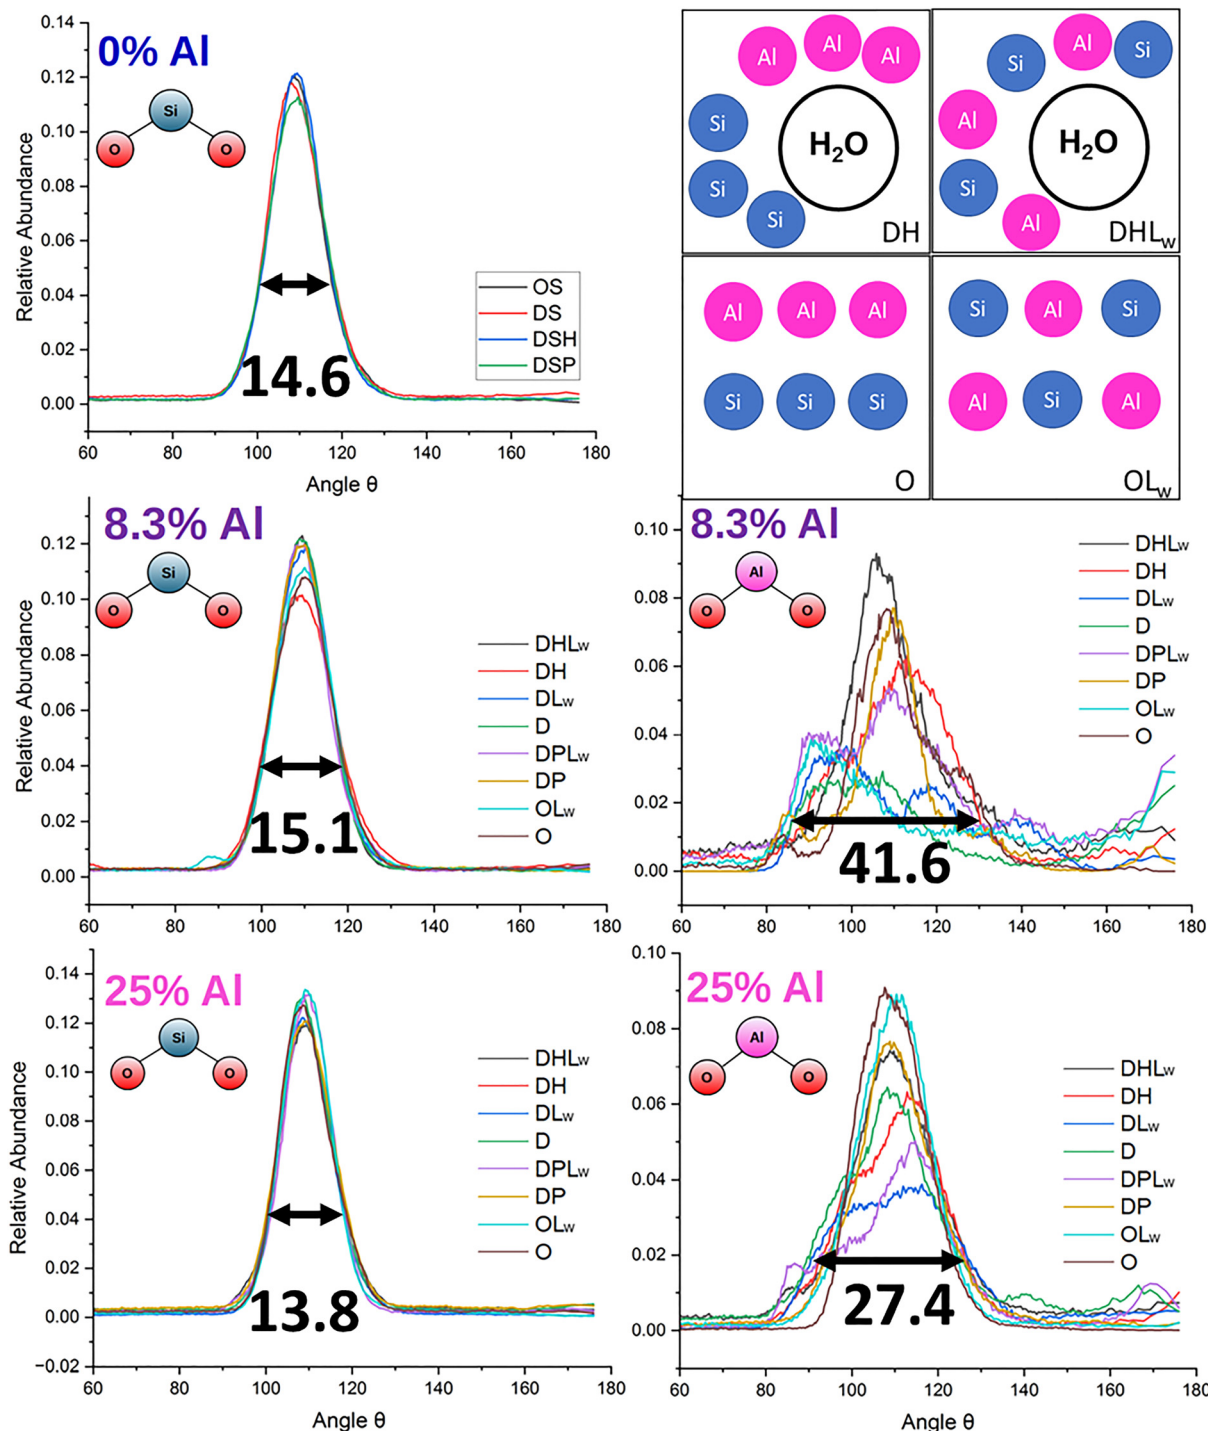 0% Al
Si
O
O
Relative Abundance
0.14
0.12
0.10
0.08
0.06
0.04
0.02
0.00
14.6
OS
DS
DSH
DSP
60 80 100 120 140 160 180
Angle θ
Al Al Al
Si
Si
Si
H2O
DH
Si Al Si
Al
Si
Al
H2O
DHLw
Al Al Al
Si Si Si
O
Si Al Si
Al Si Al
OLw
8.3% Al
Si
O
O
Relative Abundance
0.12
0.10
0.08
0.06
0.04
0.02
0.00
15.1
DHLw
DH
DLw
D
DPLw
DP
OLw
O
60 80 100 120 140 160 180
8.3% Al
Al
O
O
0.10
0.08
0.06
0.04
0.02
0.00
41.6
DHLw
DH
DLw
D
DPLw
DP
OLw
O
60 80 100 120 140 160 180
25% Al
Si
O
O
Relative Abundance
0.14
0.12
0.10
0.08
0.06
0.04
0.02
0.00
−0.02
13.8
DHLw
DH
DLw
D
DPLw
DP
OLw
O
60 80 100 120 140 160 180
Angle θ
25% Al
Al
O
O
0.10
0.08
0.06
0.04
0.02
0.00
27.4
DHLw
DH
DLw
D
DPLw
DP
OLw
O
60 80 100 120 140 160 180
Angle θ